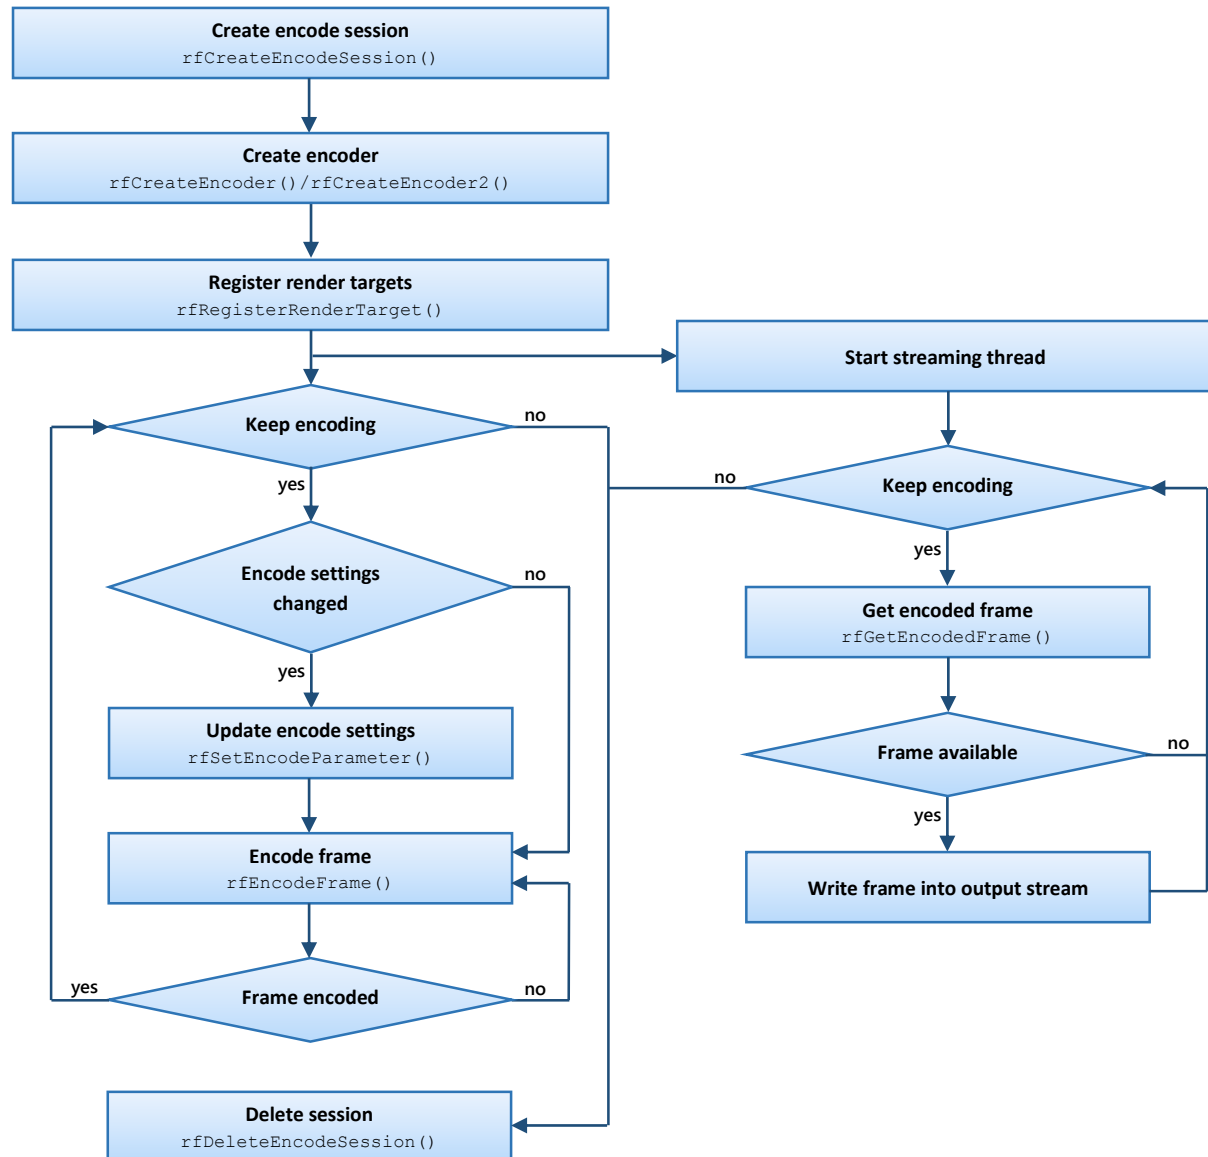 Create encode session
rfCreateEncodeSession()
Create encoder
rfCreateEncoder()/rfCreateEncoder2()
Register render targets
rfRegisterRenderTarget()
Start streaming thread
Keep encoding
no
yes
Encode settings
changed
no
yes
Update encode settings
rfSetEncodeParameter()
Encode frame
rfEncodeFrame()
Frame encoded
yes
no
Delete session
rfDeleteEncodeSession()
Keep encoding
no
yes
Get encoded frame
rfGetEncodedFrame()
Frame available
no
yes
Write frame into output stream